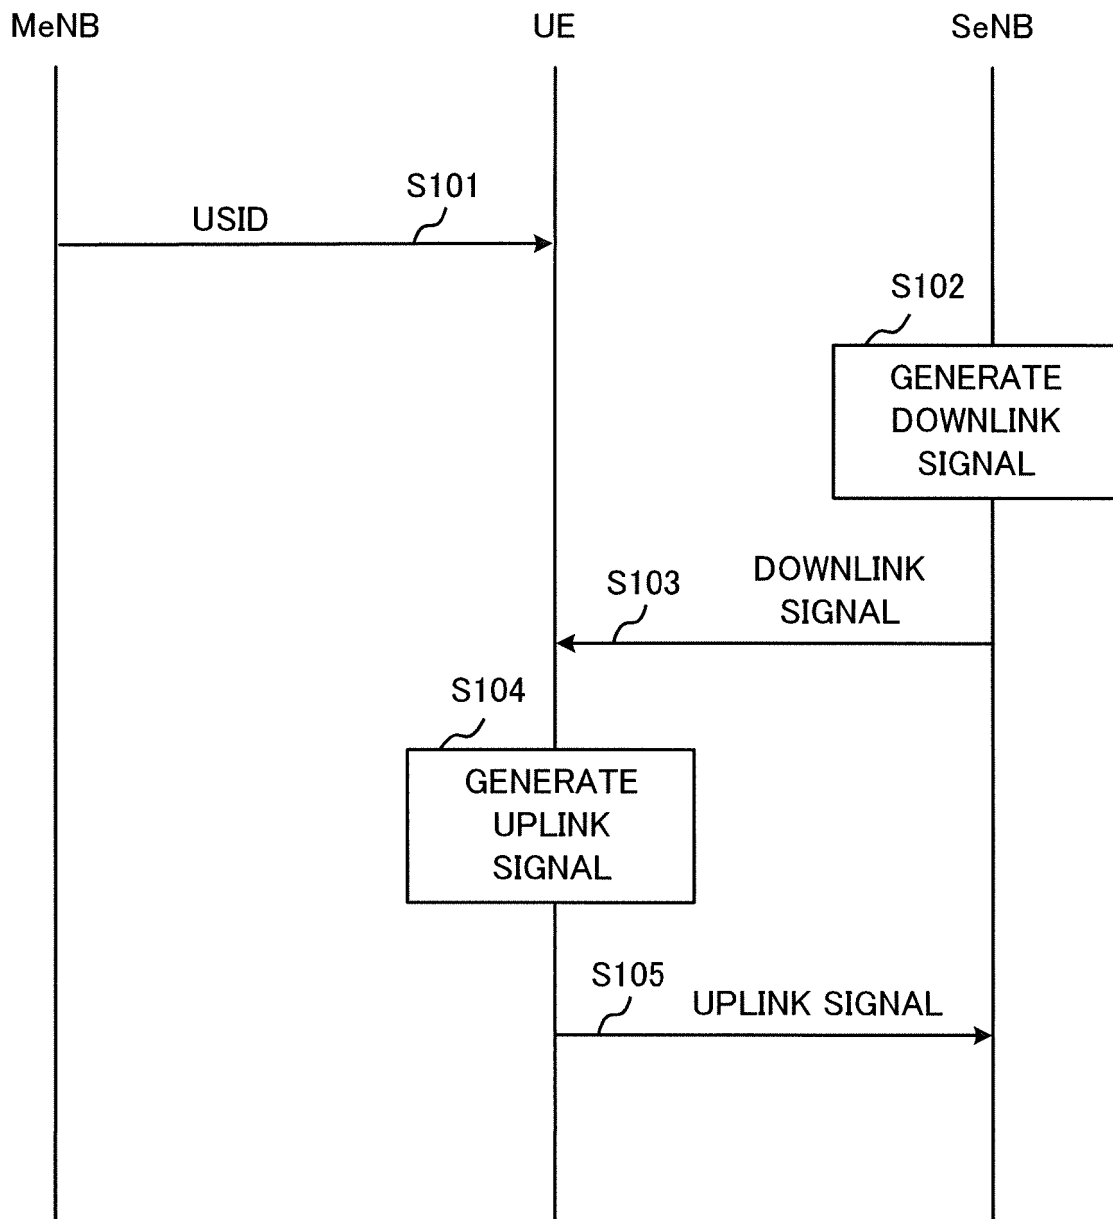 MeNB
UE
SeNB
S101
USID
S102
GENERATE
DOWNLINK
SIGNAL
DOWNLINK
SIGNAL
S103
S104
GENERATE
UPLINK
SIGNAL
S105
UPLINK SIGNAL